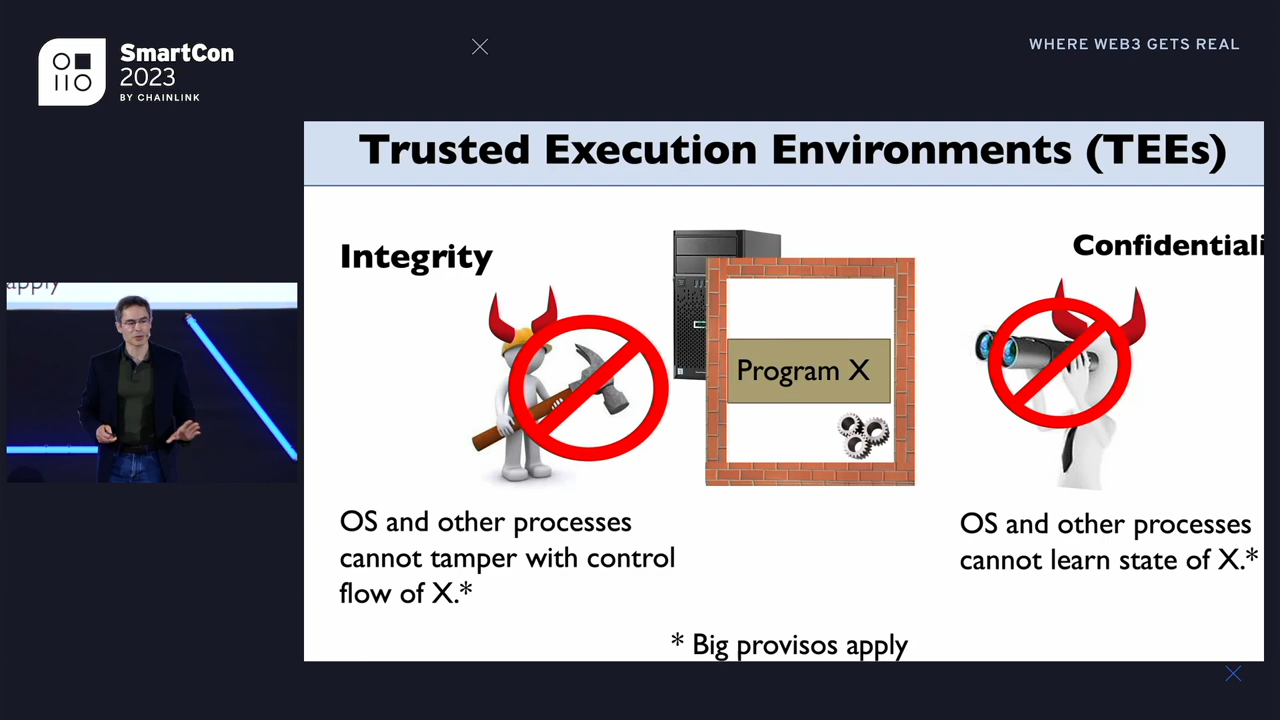 SmartCon
2023
BY CHAINLINK
WHERE WEB3 GETS REAL
Trusted Execution Environments (TEEs)
Integrity
Confidentiali
Program X
OS and other processes
cannot tamper with control
flow of X.*
OS and other processes
cannot learn state of X.*
* Big provisos apply
apply